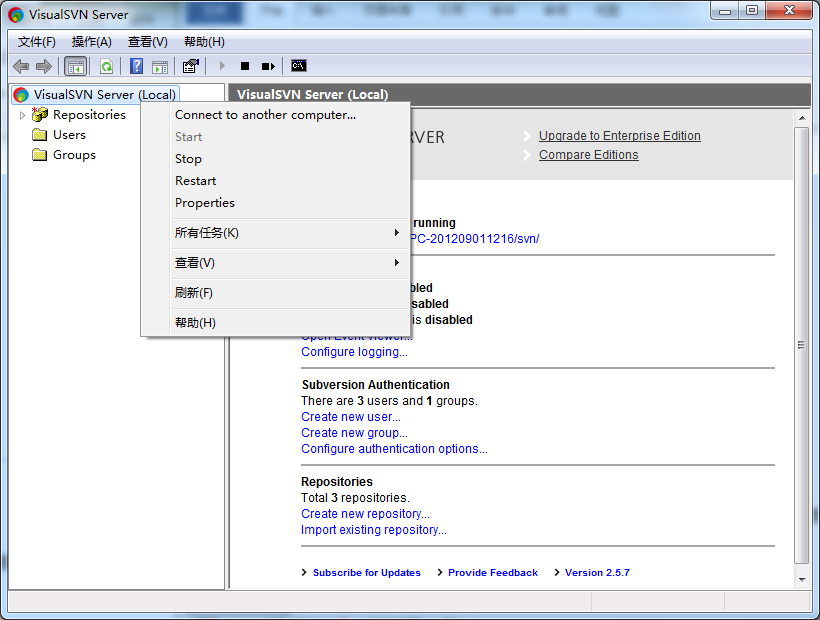 VisualSVN Server
文件(F) 操作(A) 查看(V) 帮助(H)
C:\
VisualSVN Server (Local)
Repositories
Users
Groups
Connect to another computer...
Start
Stop
Restart
Properties
所有任务(K)
查看(V)
刷新(F)
帮助(H)
VisualSVN Server (Local)
Upgrade to Enterprise Edition
Compare Editions
running
PC-201209011216/svn/
is disabled
Open Event Viewer...
Configure logging...
Subversion Authentication
There are 3 users and 1 groups.
Create new user...
Create new group...
Configure authentication options...
Repositories
Total 3 repositories.
Create new repository...
Import existing repository...
Subscribe for Updates Provide Feedback Version 2.5.7